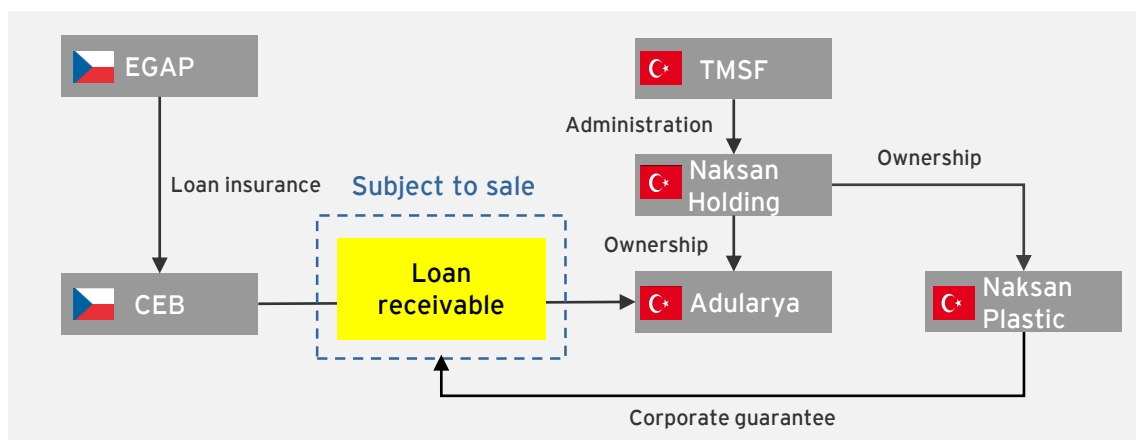 EGAP
TMSF
Administration
Naksan
Holding
Ownership
Loan insurance
Subject to sale
Ownership
CEB
Loan
receivable
Adularya
Naksan
Plastic
Corporate guarantee